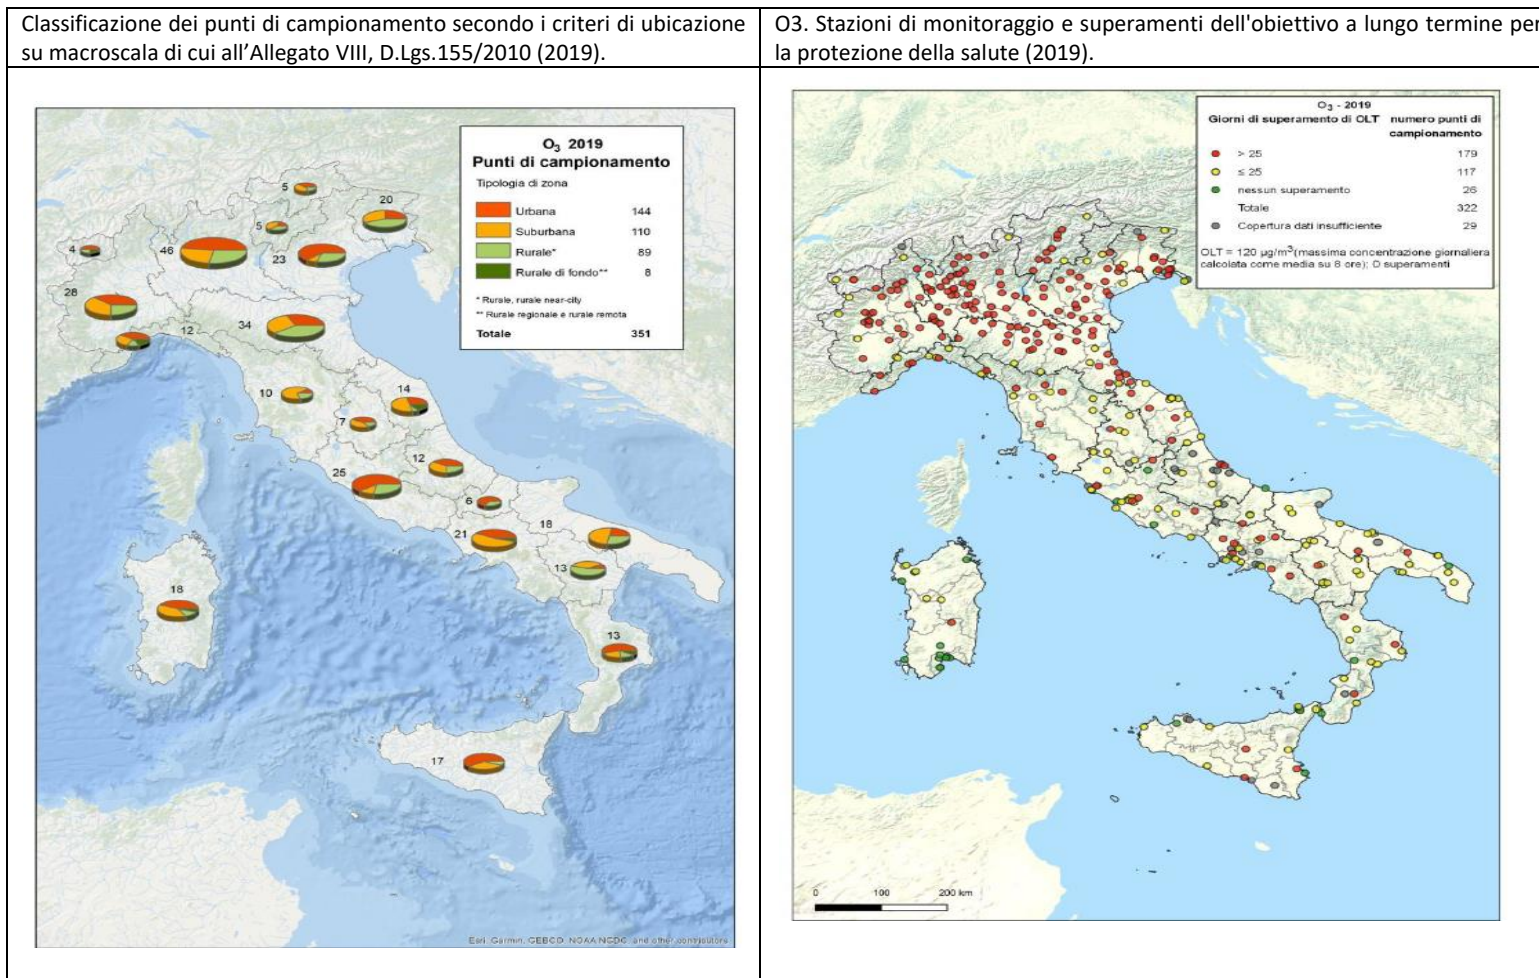 Classificazione dei punti di campionamento secondo i criteri di ubicazione
su macroscala di cui all’Allegato VIII, D.Lgs.155/2010 (2019).
O3. Stazioni di monitoraggio e superamenti dell'obiettivo a lungo termine per
la protezione della salute (2019).
O3 2019
Punti di campionamento
Tipologia di zona
Urbana 144
Suburbana 110
Rurale* 89
Rurale di fondo** 8
* Rurale, rurale near-city
** Rurale regionale e rurale remota
Totale 351
5
20
5
4
46
23
28
34
12
10
14
7
12
25
6
18
21
13
18
13
17
Esri, Garmin, GEBCO, NOAA NGDC, and other contributors
O3 - 2019
Giorni di superamento di OLT numero punti di
campionamento
> 25 179
≤ 25 117
nessun superamento 26
Totale 322
Copertura dati insufficiente 29
OLT = 120 µg/m3 (massima concentrazione giornaliera
calcolata come media su 8 ore); 0 superamenti
0 100 200 km